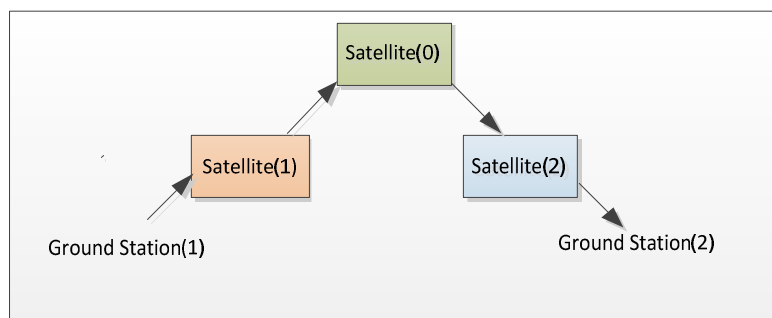 Satellite(0)
Satellite(1)
Satellite(2)
Ground Station(1)
Ground Station(2)